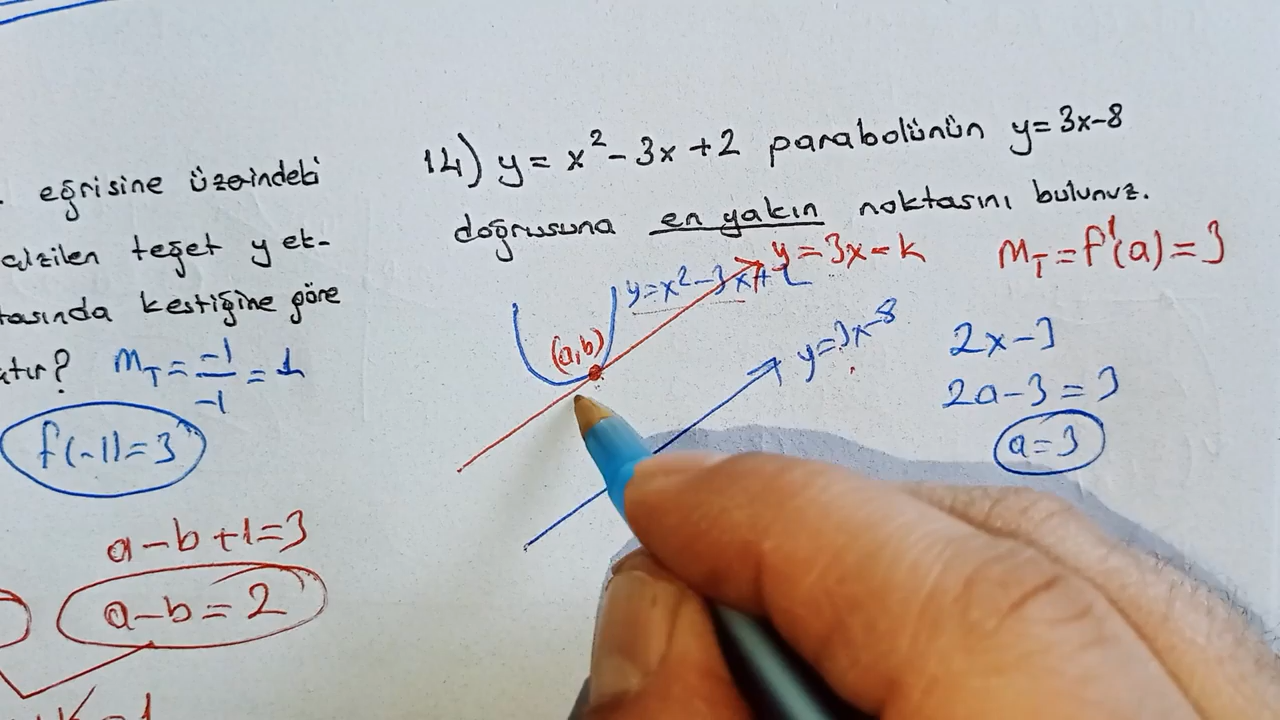 eğrisine üzerindeki
çizilen teğet y ek-
tasında kestiğine göre
m_T = -1/-1 = 1
f(-1)=3
a-b+1=3
a-b=2
14) y = x² - 3x + 2 parabolünün y=3x-8
doğrusuna en yakın noktasını bulunuz.
y=3x-k
m_T = f'(a) = 3
y=x²-3x+2
(a,b)
y=3x-8
2x-3
2a-3=3
a=3